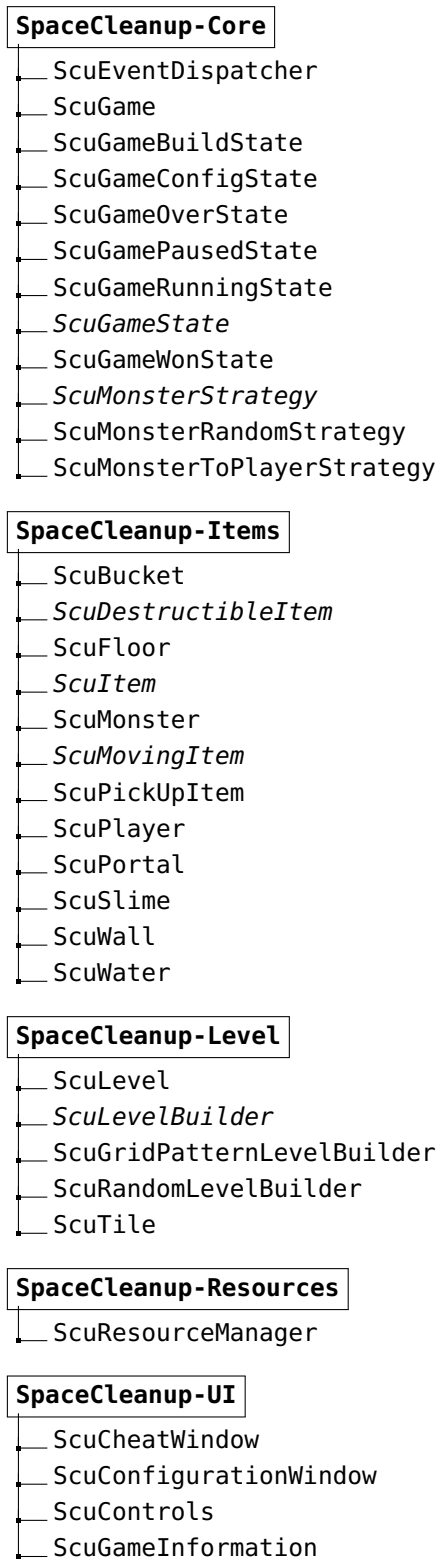 SpaceCleanup-Core
ScuEventDispatcher
ScuGame
ScuGameBuildState
ScuGameConfigState
ScuGameOverState
ScuGamePausedState
ScuGameRunningState
ScuGameState
ScuGameWonState
ScuMonsterStrategy
ScuMonsterRandomStrategy
ScuMonsterToPlayerStrategy
SpaceCleanup-Items
ScuBucket
ScuDestructibleItem
ScuFloor
ScuItem
ScuMonster
ScuMovingItem
ScuPickUpItem
ScuPlayer
ScuPortal
ScuSlime
ScuWall
ScuWater
SpaceCleanup-Level
ScuLevel
ScuLevelBuilder
ScuGridPatternLevelBuilder
ScuRandomLevelBuilder
ScuTile
SpaceCleanup-Resources
ScuResourceManager
SpaceCleanup-UI
ScuCheatWindow
ScuConfigurationWindow
ScuControls
ScuGameInformation